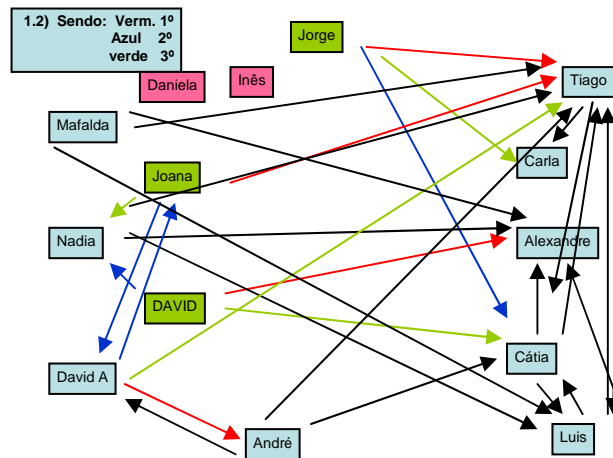 1.2) Sendo: Verm. 1º
Azul 2º
verde 3º
Jorge
Daniela
Inês
Tiago
Mafalda
Carla
Joana
Nadia
Alexandre
DAVID
Cátia
David A
André
Luis